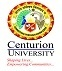 Centurion
UNIVERSITY
Shaping Lives...
Empowering Communities...